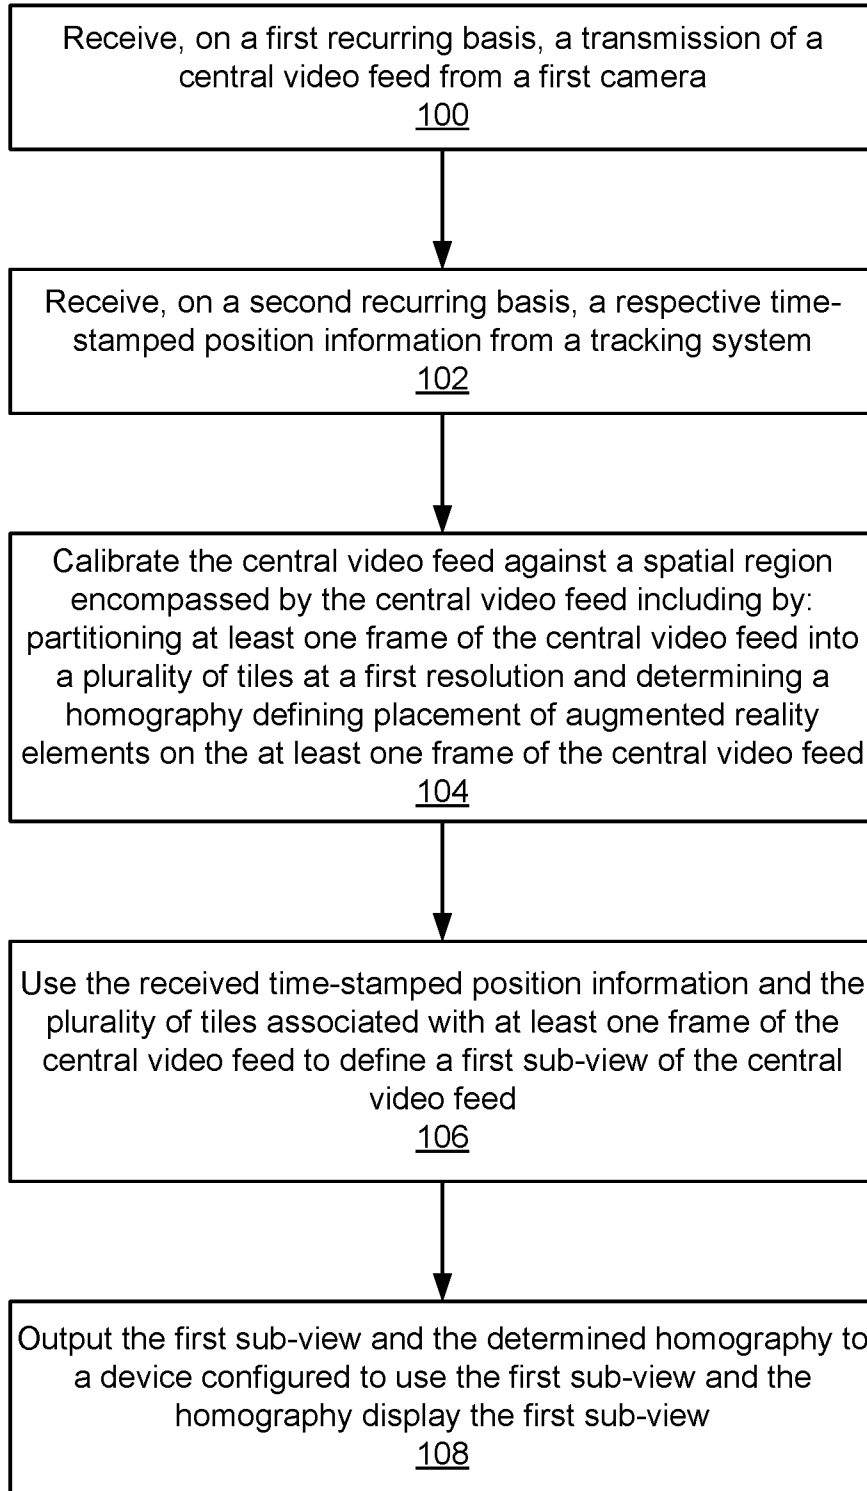 Receive, on a first recurring basis, a transmission of a
central video feed from a first camera
100
Receive, on a second recurring basis, a respective time-
stamped position information from a tracking system
102
Calibrate the central video feed against a spatial region
encompassed by the central video feed including by:
partitioning at least one frame of the central video feed into
a plurality of tiles at a first resolution and determining a
homography defining placement of augmented reality
elements on the at least one frame of the central video feed
104
Use the received time-stamped position information and the
plurality of tiles associated with at least one frame of the
central video feed to define a first sub-view of the central
video feed
106
Output the first sub-view and the determined homography to
a device configured to use the first sub-view and the
homography display the first sub-view
108